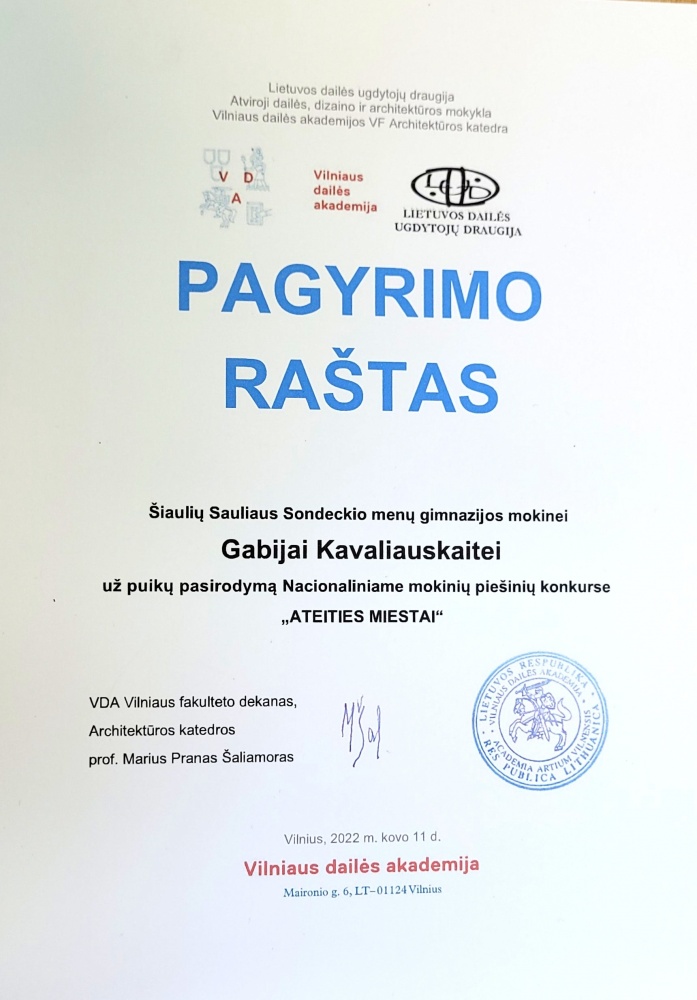 Lietuvos dailės ugdytojų draugija
Atviroji dailės, dizaino ir architektūros mokykla
Vilniaus dailės akademijos VF Architektūros katedra
V D
A
Vilniaus
dailės
akademija
LDUD
LIETUVOS DAILĖS
UGDYTOJŲ DRAUGIJA
PAGYRIMO
RAŠTAS
Šiaulių Sauliaus Sondeckio menų gimnazijos mokinei
Gabijai Kavaliauskaitei
už puikų pasirodymą Nacionaliniame mokinių piešinių konkurse
„ATEITIES MIESTAI“
VDA Vilniaus fakulteto dekanas,
Architektūros katedros
prof. Marius Pranas Šaliamoras
LIETUVOS RESPUBLIKA
VILNIAUS DAILĖS AKADEMIJA
ACADEMIA ARTIUM VILNENSIS
RES PUBLICA LITHUANICA
Vilnius, 2022 m. kovo 11 d.
Vilniaus dailės akademija
Maironio g. 6, LT–01124 Vilnius